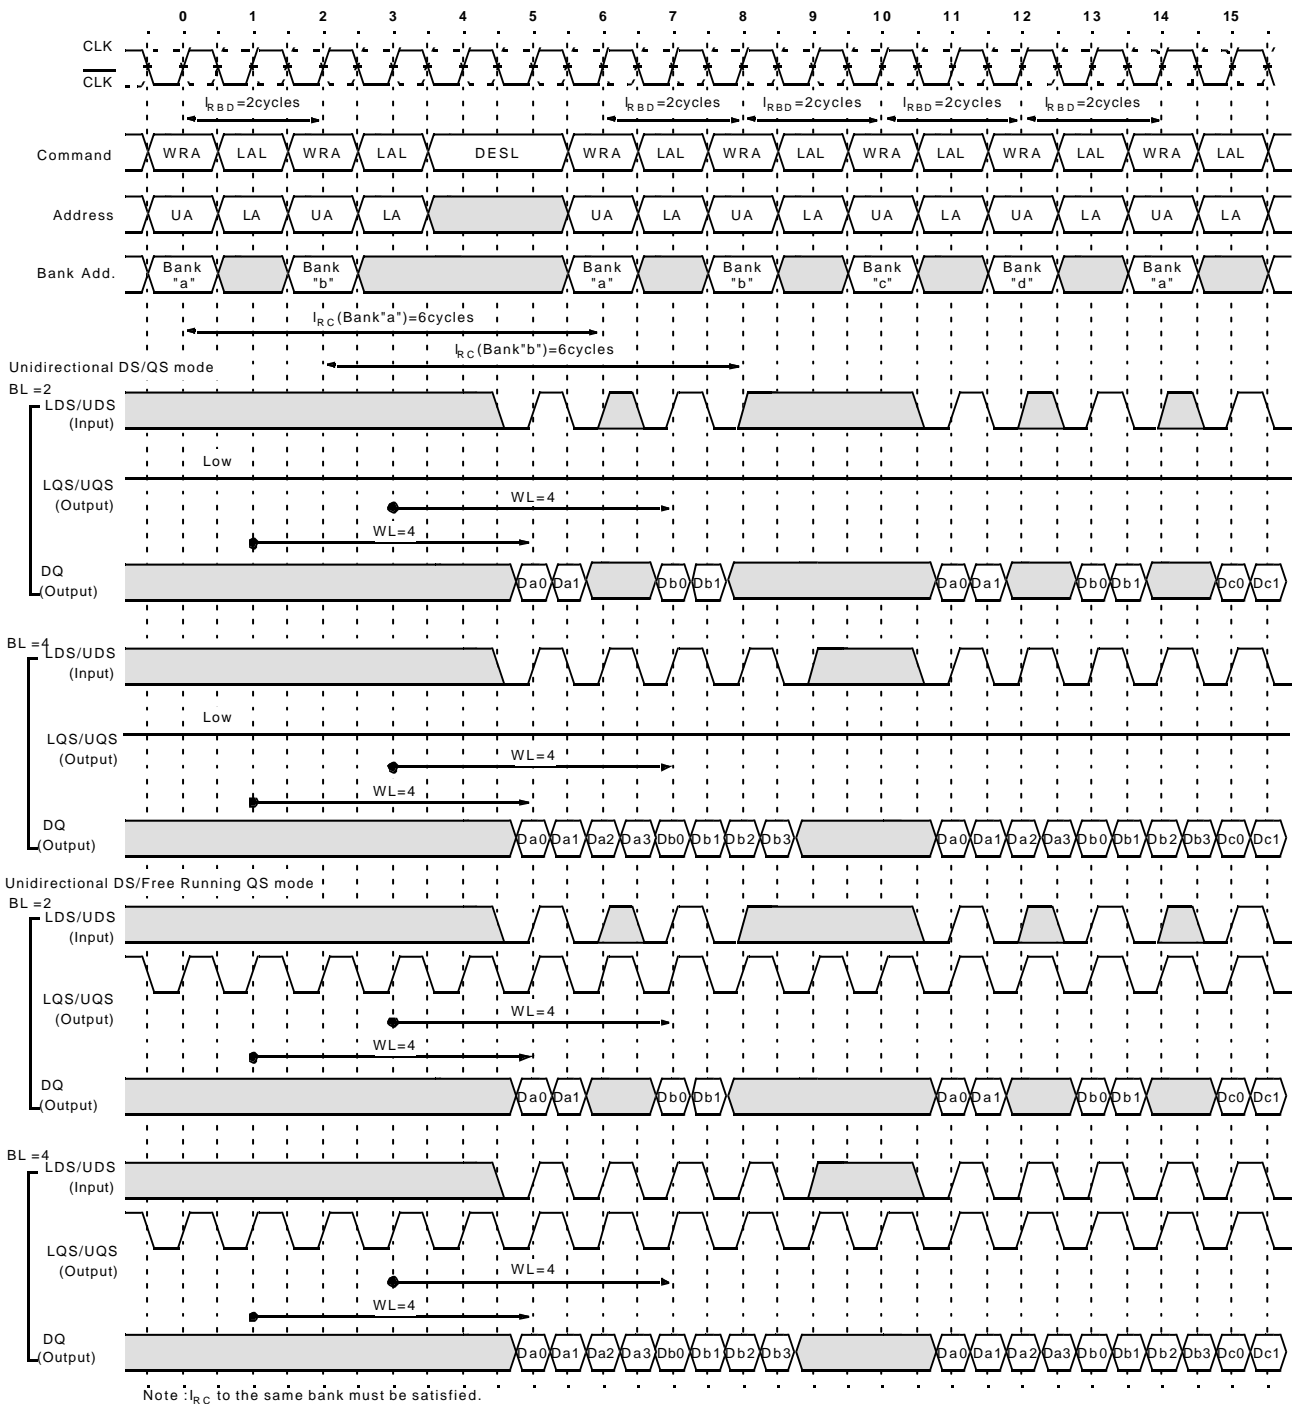 0 1 2 3 4 5 6 7 8 9 10 11 12 13 14 15
CLK
CLK
IRBD=2cycles IRBD=2cycles IRBD=2cycles IRBD=2cycles IRBD=2cycles
Command WRA LAL WRA LAL DESL WRA LAL WRA LAL WRA LAL WRA LAL WRA LAL
Address UA LA UA LA UA LA UA LA UA LA UA LA UA LA
Bank Add. Bank "a" Bank "b" Bank "a" Bank "b" Bank "c" Bank "d" Bank "a"
IRC(Bank"a")=6cycles
IRC(Bank"b")=6cycles
Unidirectional DS/QS mode
BL =2
LDS/UDS
(Input)
Low
LQS/UQS
(Output)
WL=4
WL=4
DQ
(Output)
Da0 Da1 Db0 Db1 Da0 Da1 Db0 Db1 Dc0 Dc1
BL =4
LDS/UDS
(Input)
Low
LQS/UQS
(Output)
WL=4
WL=4
DQ
(Output)
Da0 Da1 Da2 Da3 Db0 Db1 Db2 Db3 Da0 Da1 Da2 Da3 Db0 Db1 Db2 Db3 Dc0 Dc1
Unidirectional DS/Free Running QS mode
BL =2
LDS/UDS
(Input)
LQS/UQS
(Output)
WL=4
WL=4
DQ
(Output)
Da0 Da1 Db0 Db1 Da0 Da1 Db0 Db1 Dc0 Dc1
BL =4
LDS/UDS
(Input)
LQS/UQS
(Output)
WL=4
WL=4
DQ
(Output)
Da0 Da1 Da2 Da3 Db0 Db1 Db2 Db3 Da0 Da1 Da2 Da3 Db0 Db1 Db2 Db3 Dc0 Dc1
Note :IRC to the same bank must be satisfied.